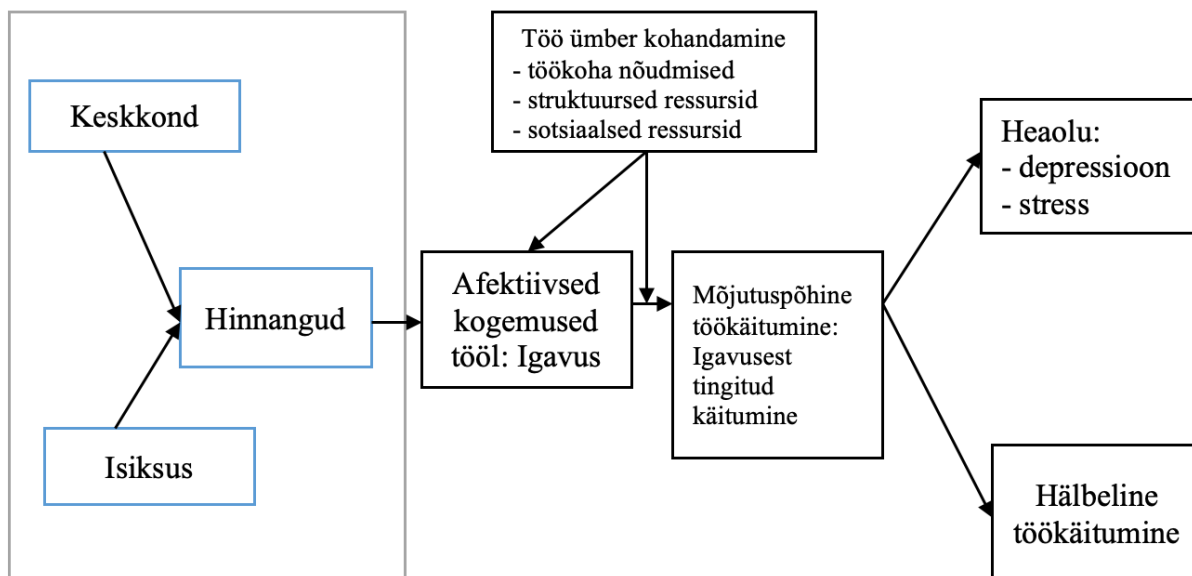 Keskkond
Isiksus
Hinnangud
Töö ümber kohandamine
- töökoha nõudmised
- struktuursed ressursid
- sotsiaalsed ressursid
Afektiivsed
kogemused
tööl: Igavus
Mõjutuspõhine
töökäitumine:
Igavusest
tingitud
käitumine
Heaolu:
- depressioon
- stress
Hälbeline
töökäitumine